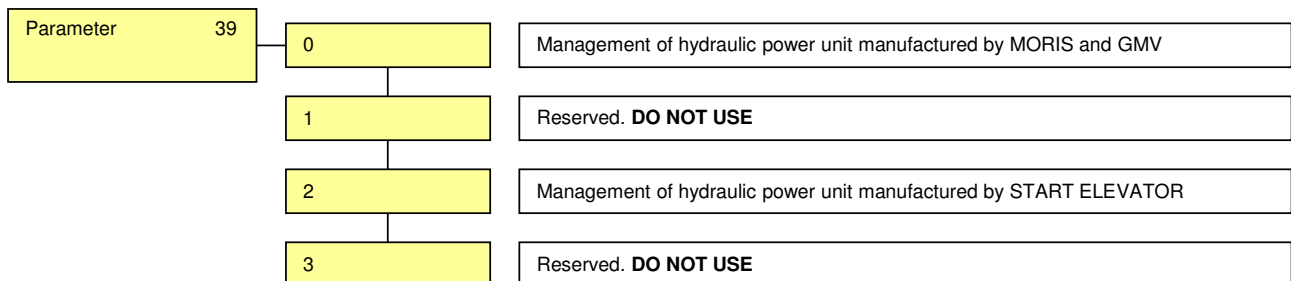 Parameter 39
0 Management of hydraulic power unit manufactured by MORIS and GMV
1 Reserved. DO NOT USE
2 Management of hydraulic power unit manufactured by START ELEVATOR
3 Reserved. DO NOT USE